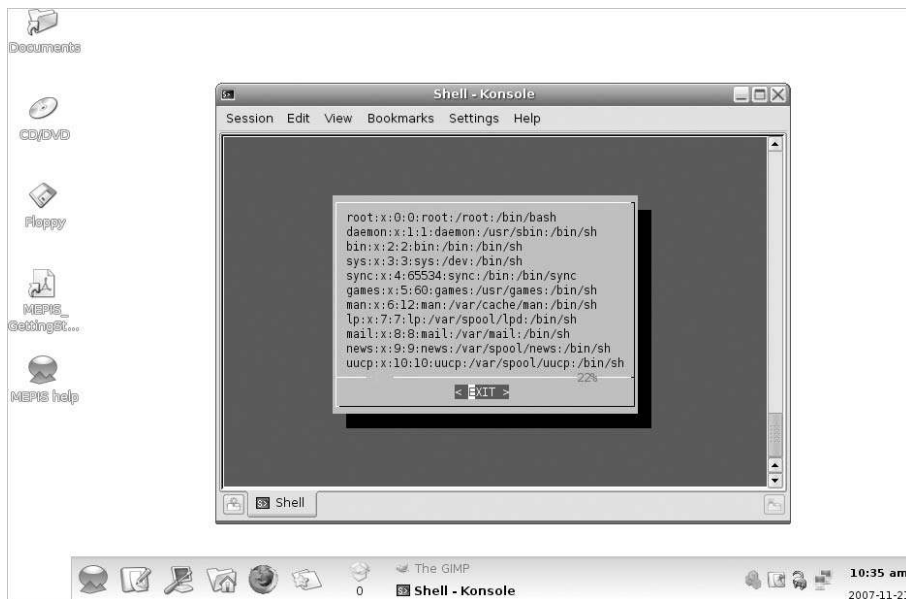 Documents
CD/DVD
Floppy
MEPIS_
GettingSt...
MEPIS help
Shell - Konsole
Session Edit View Bookmarks Settings Help
root:x:0:0:root:/root:/bin/bash
daemon:x:1:1:daemon:/usr/sbin:/bin/sh
bin:x:2:2:bin:/bin:/bin/sh
sys:x:3:3:sys:/dev:/bin/sh
sync:x:4:65534:sync:/bin:/bin/sync
games:x:5:60:games:/usr/games:/bin/sh
man:x:6:12:man:/var/cache/man:/bin/sh
lp:x:7:7:lp:/var/spool/lpd:/bin/sh
mail:x:8:8:mail:/var/mail:/bin/sh
news:x:9:9:news:/var/spool/news:/bin/sh
uucp:x:10:10:uucp:/var/spool/uucp:/bin/sh
22%
< EXIT >
Shell
0
The GIMP
Shell - Konsole
10:35 am
2007-11-21